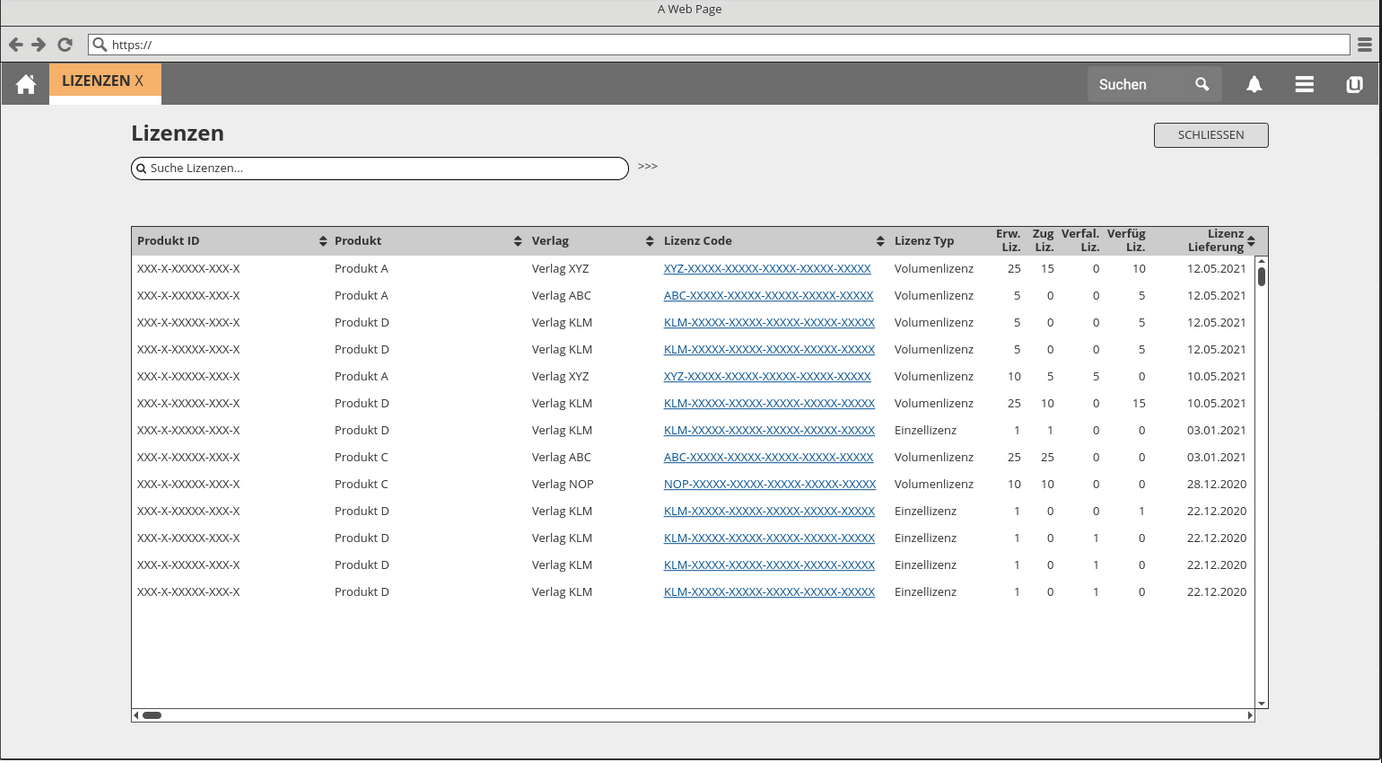 A Web Page
https://
LIZENZEN X
Suchen
Lizenzen
SCHLIESSEN
Suche Lizenzen...
>>>
Produkt ID Produkt Verlag Lizenz Code Lizenz Typ Erw. Liz. Zug Liz. Verfal. Liz. Verfüg Liz. Lizenz Lieferung
XXX-X-XXXXX-XXX-X Produkt A Verlag XYZ XYZ-XXXXX-XXXXX-XXXXX-XXXXX-XXXXX Volumenlizenz 25 15 0 10 12.05.2021
XXX-X-XXXXX-XXX-X Produkt A Verlag ABC ABC-XXXXX-XXXXX-XXXXX-XXXXX-XXXXX Volumenlizenz 5 0 0 5 12.05.2021
XXX-X-XXXXX-XXX-X Produkt D Verlag KLM KLM-XXXXX-XXXXX-XXXXX-XXXXX-XXXXX Volumenlizenz 5 0 0 5 12.05.2021
XXX-X-XXXXX-XXX-X Produkt D Verlag KLM KLM-XXXXX-XXXXX-XXXXX-XXXXX-XXXXX Volumenlizenz 5 0 0 5 12.05.2021
XXX-X-XXXXX-XXX-X Produkt A Verlag XYZ XYZ-XXXXX-XXXXX-XXXXX-XXXXX-XXXXX Volumenlizenz 10 5 5 0 10.05.2021
XXX-X-XXXXX-XXX-X Produkt D Verlag KLM KLM-XXXXX-XXXXX-XXXXX-XXXXX-XXXXX Volumenlizenz 25 10 0 15 10.05.2021
XXX-X-XXXXX-XXX-X Produkt D Verlag KLM KLM-XXXXX-XXXXX-XXXXX-XXXXX-XXXXX Einzellizenz 1 1 0 0 03.01.2021
XXX-X-XXXXX-XXX-X Produkt C Verlag ABC ABC-XXXXX-XXXXX-XXXXX-XXXXX-XXXXX Volumenlizenz 25 25 0 0 03.01.2021
XXX-X-XXXXX-XXX-X Produkt C Verlag NOP NOP-XXXXX-XXXXX-XXXXX-XXXXX-XXXXX Volumenlizenz 10 10 0 0 28.12.2020
XXX-X-XXXXX-XXX-X Produkt D Verlag KLM KLM-XXXXX-XXXXX-XXXXX-XXXXX-XXXXX Einzellizenz 1 0 0 1 22.12.2020
XXX-X-XXXXX-XXX-X Produkt D Verlag KLM KLM-XXXXX-XXXXX-XXXXX-XXXXX-XXXXX Einzellizenz 1 0 1 0 22.12.2020
XXX-X-XXXXX-XXX-X Produkt D Verlag KLM KLM-XXXXX-XXXXX-XXXXX-XXXXX-XXXXX Einzellizenz 1 0 1 0 22.12.2020
XXX-X-XXXXX-XXX-X Produkt D Verlag KLM KLM-XXXXX-XXXXX-XXXXX-XXXXX-XXXXX Einzellizenz 1 0 1 0 22.12.2020